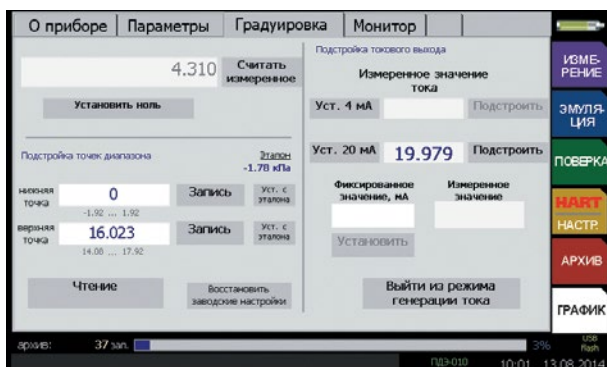 О приборе Параметры Градуировка Монитор
4.310 Считать измеренное
Установить ноль
Подстройка точек диапазона
Эталон
-1.78 кПа
нижняя точка 0 Запись Уст. с эталона
-1.92 ... 1.92
верхняя точка 16.023 Запись Уст. с эталона
14.08 ... 17.92
Чтение Восстановить заводские настройки
Подстройка токового выхода
Измеренное значение тока
Уст. 4 мА Подстроить
Уст. 20 мА 19.979 Подстроить
Фиксированное значение, мА Измеренное значение
Установить
Выйти из режима генерации тока
ИЗМЕ-
РЕНИЕ
ЭМУЛЯ-
ЦИЯ
ПОВЕРКА
HART
НАСТР.
АРХИВ
ГРАФИК
архив: 37 зап. 3% USB Flash
ПДЭ-010 10:01 13.08.2014